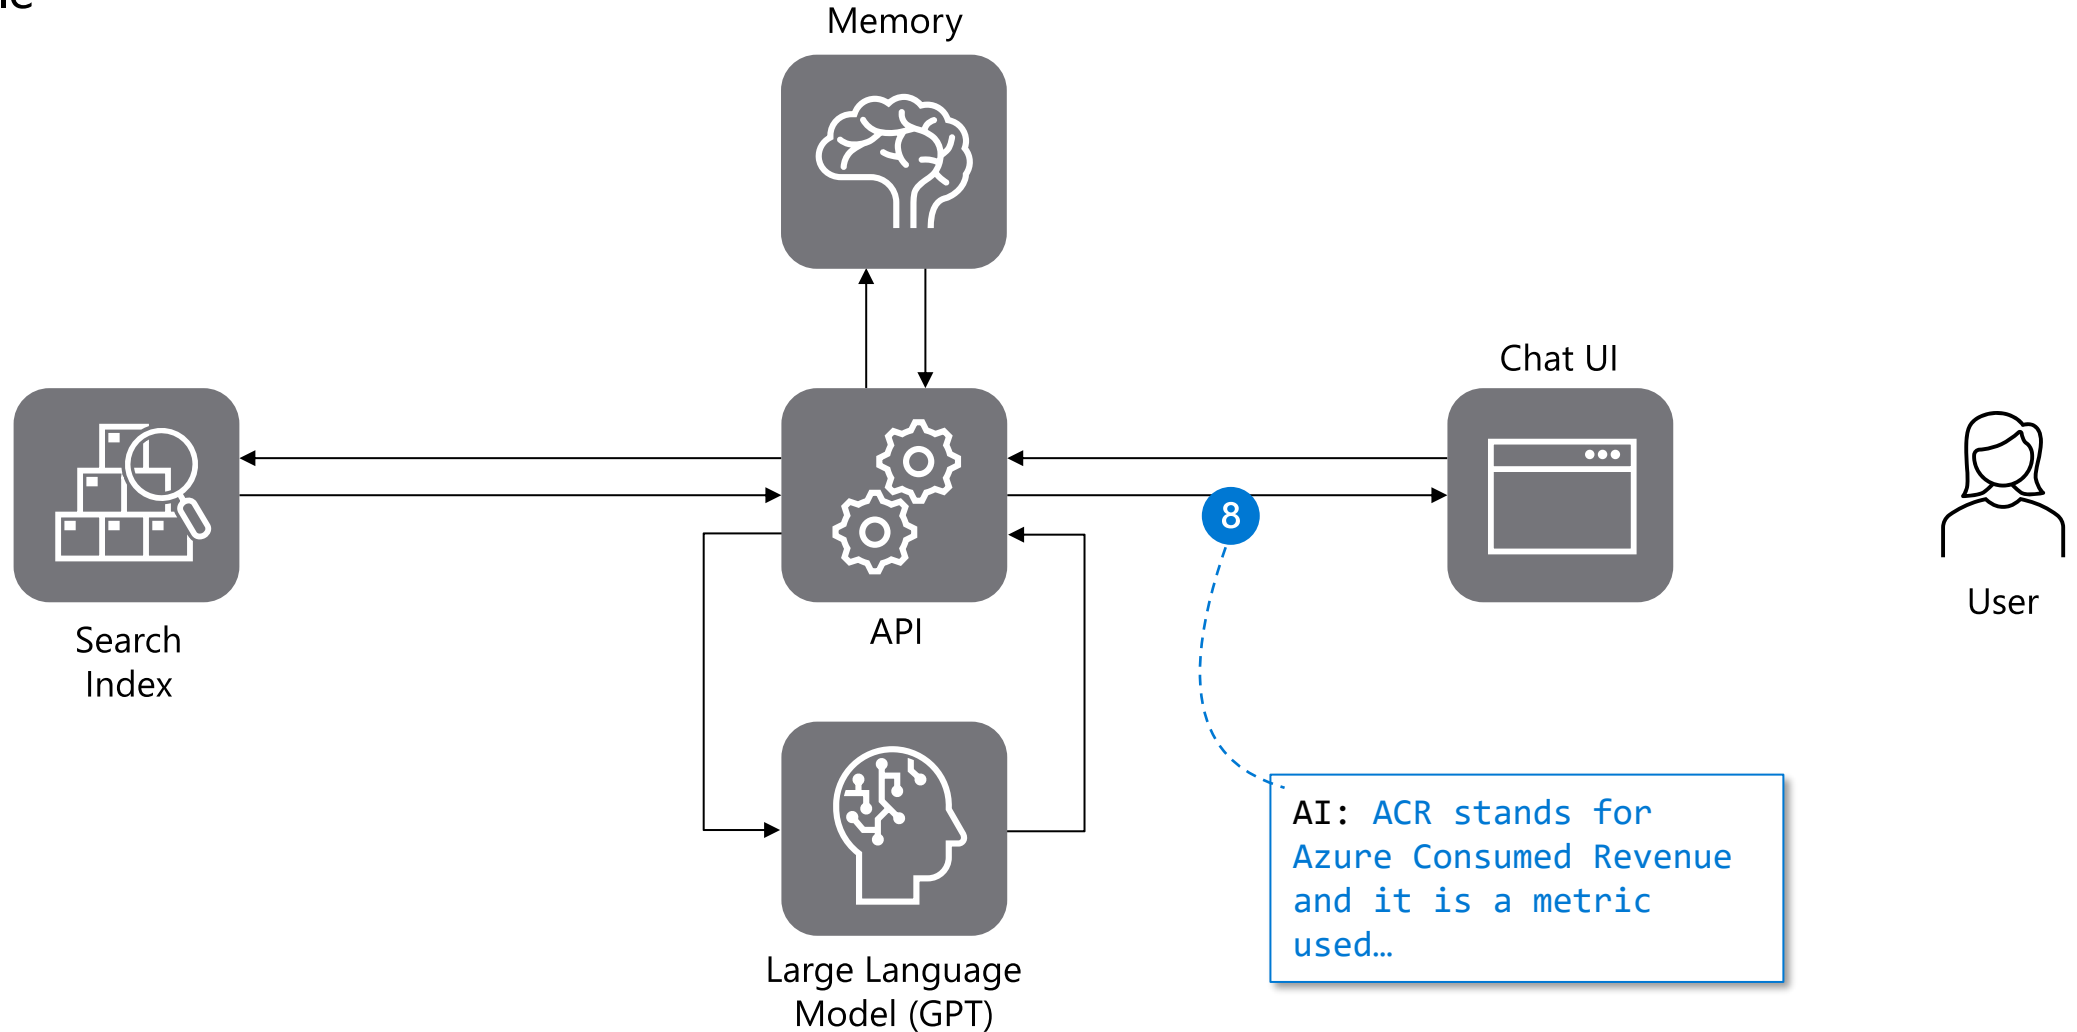 Memory
Chat UI
8
User
Search
Index
API
AI: ACR stands for
Azure Consumed Revenue
and it is a metric
used…
Large Language
Model (GPT)